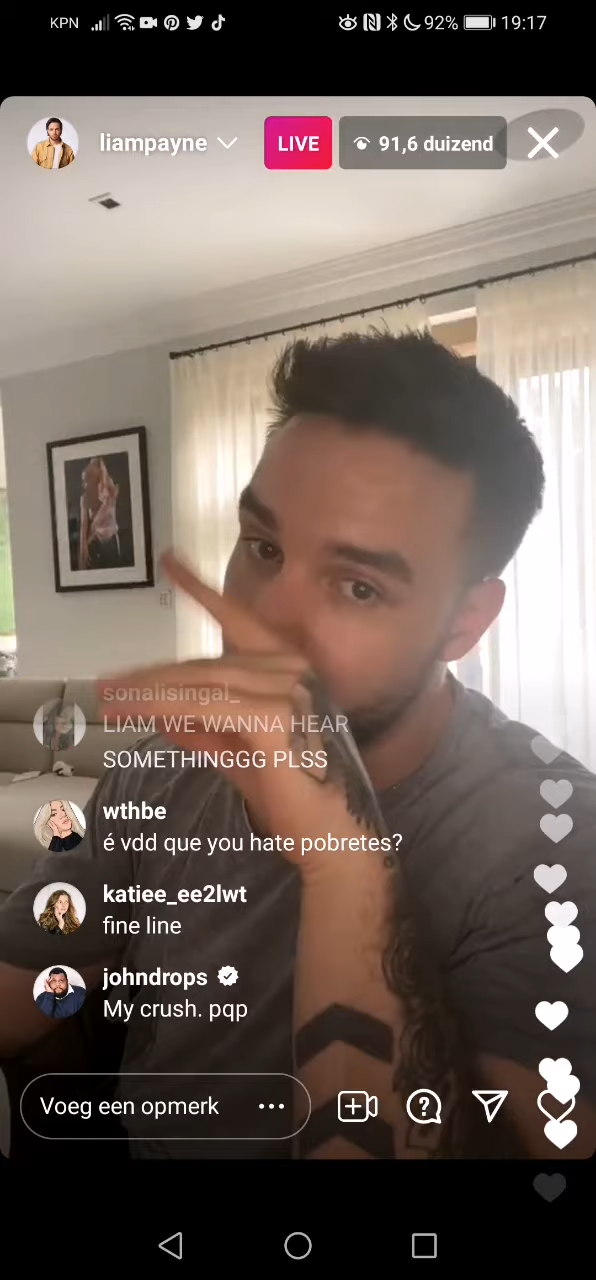 KPN 92% 19:17
liampayne LIVE 91,6 duizend
sonalisingal_
LIAM WE WANNA HEAR
SOMETHINGGG PLSS
wthbe
é vdd que you hate pobretes?
katiee_ee2lwt
fine line
johndrops
My crush. pqp
Voeg een opmerk